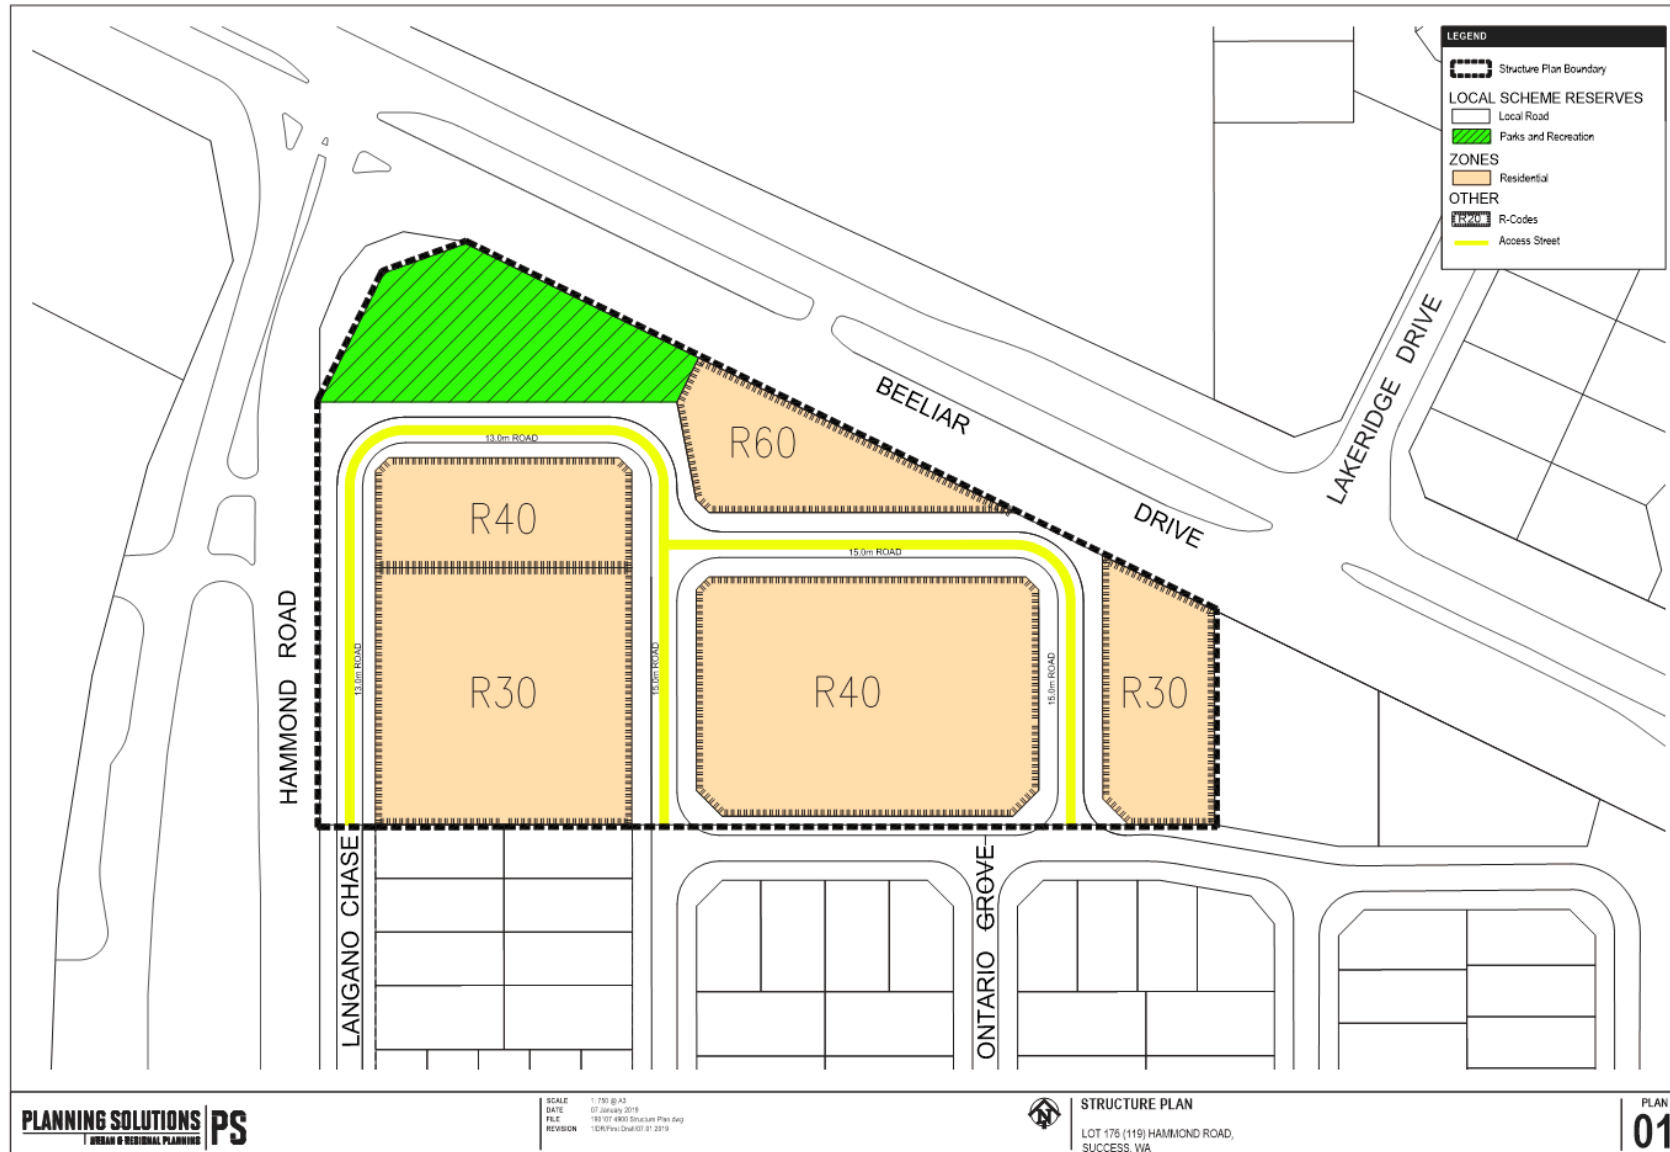 LEGEND
Structure Plan Boundary
LOCAL SCHEME RESERVES
Local Road
Parks and Recreation
ZONES
Residential
OTHER
R20 R-Codes
Access Street
LAKERIDGE DRIVE
BEELIAR
DRIVE
R60
13.0m ROAD
R40
15.0m ROAD
HAMMOND ROAD
13.0m ROAD
R30
15.0m ROAD
R40
15.0m ROAD
R30
LANGANO CHASE
ONTARIO GROVE
PLANNING SOLUTIONS PS
URBAN & REGIONAL PLANNING
SCALE 1:750 @ A3
DATE 07 January 2019
FILE
REVISION
N
STRUCTURE PLAN
LOT 176 (119) HAMMOND ROAD,
SUCCESS, WA
PLAN
01